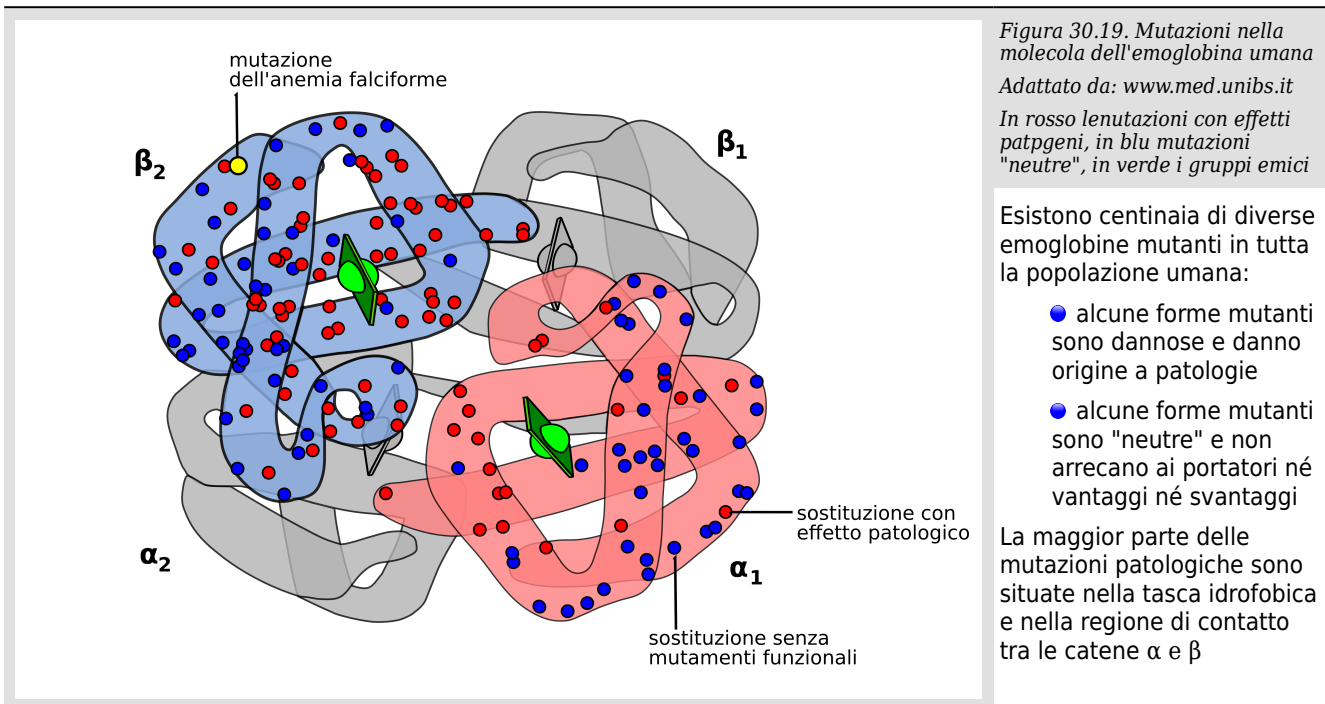 mutazione
dell'anemia falciforme
β2
β1
α2
α1
sostituzione con
effetto patologico
sostituzione senza
mutamenti funzionali
Figura 30.19. Mutazioni nella
molecola dell'emoglobina umana
Adattato da: www.med.unibs.it
In rosso lenutazioni con effetti
patpgeni, in blu mutazioni
"neutre", in verde i gruppi emici
Esistono centinaia di diverse
emoglobine mutanti in tutta
la popolazione umana:
alcune forme mutanti
sono dannose e danno
origine a patologie
alcune forme mutanti
sono "neutre" e non
arrecano ai portatori né
vantaggi né svantaggi
La maggior parte delle
mutazioni patologiche sono
situate nella tasca idrofobica
e nella regione di contatto
tra le catene α e β